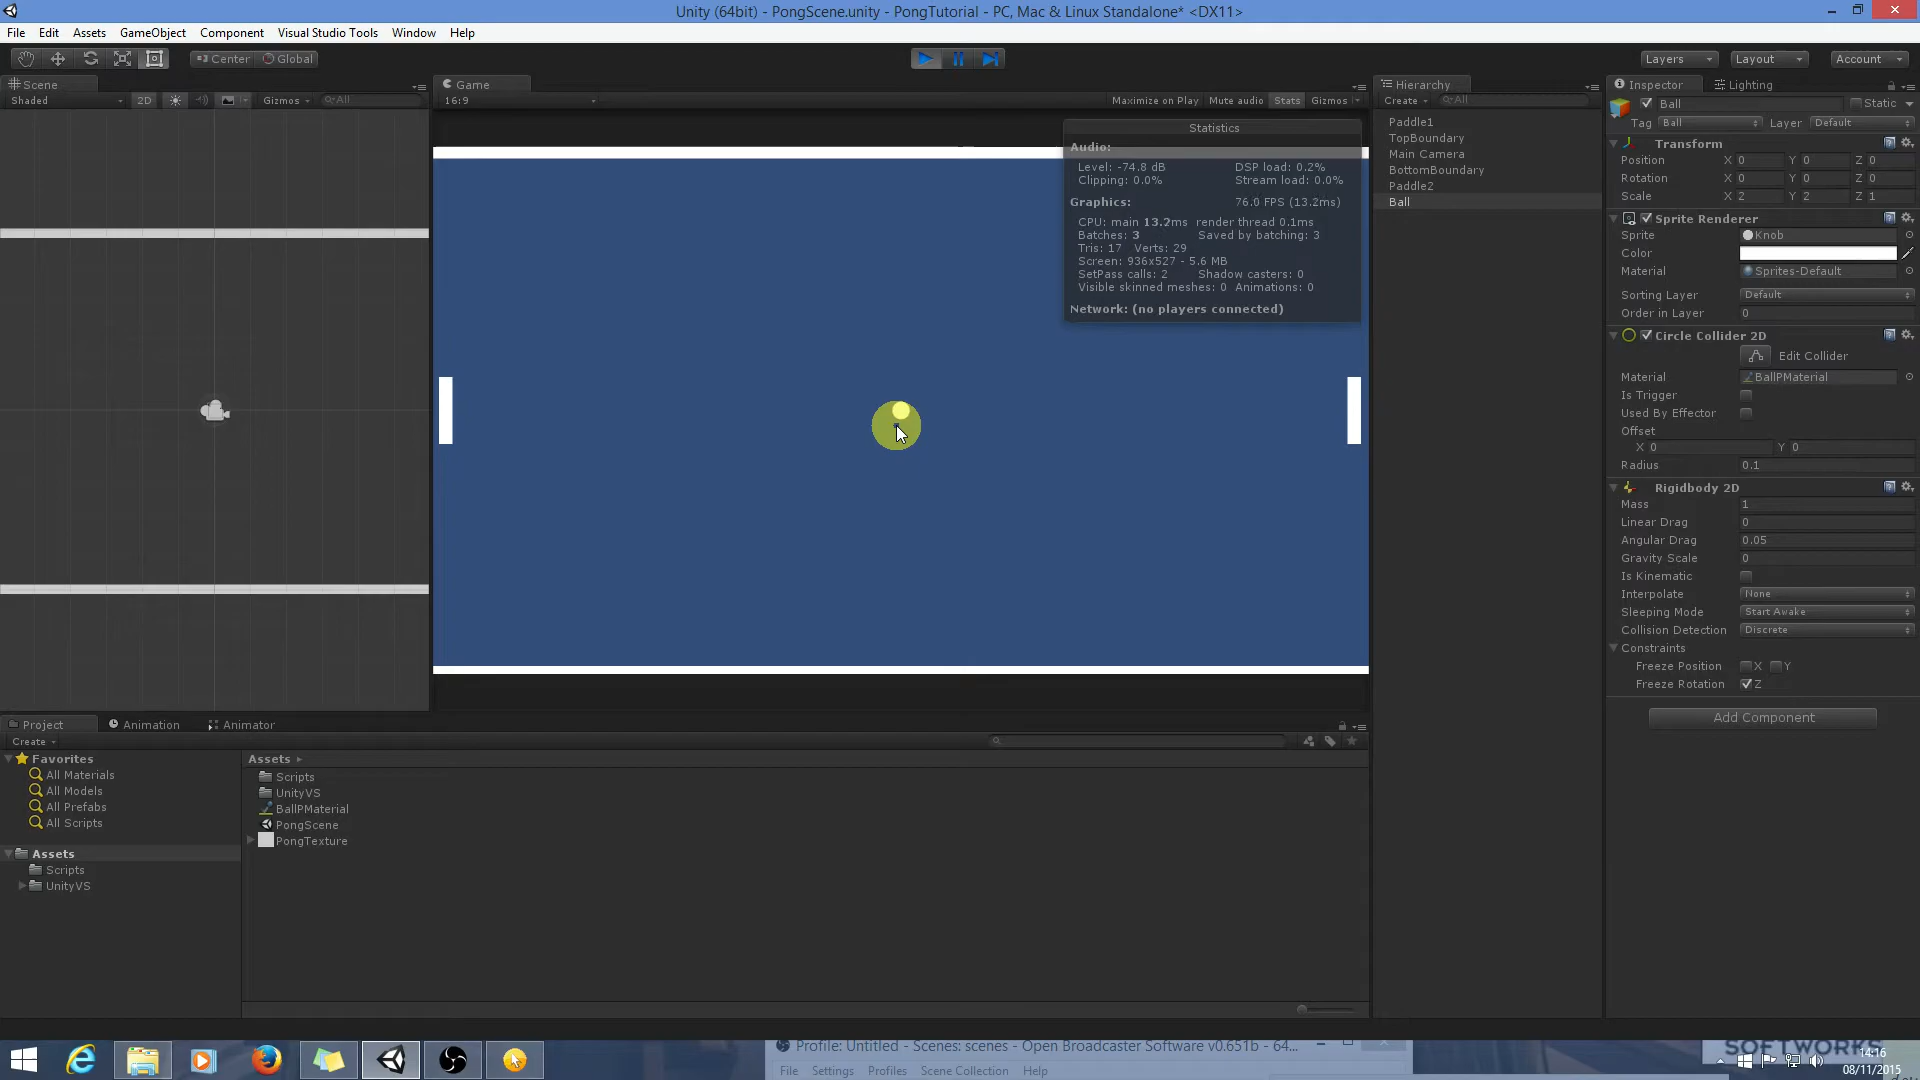 Unity (64bit) - PongScene.unity - PongTutorial - PC, Mac & Linux Standalone* <DX11>
File Edit Assets GameObject Component Visual Studio Tools Window Help
Center Global Layers Layout Account
Scene Game Hierarchy Inspector Lighting
Shaded 2D Gizmos All 16:9 Maximize on Play Mute audio Stats Gizmos Create All
Ball Static
Tag Ball Layer Default
Statistics
Audio:
Level: -74.8 dB DSP load: 0.2%
Clipping: 0.0% Stream load: 0.0%
Graphics: 76.0 FPS (13.2ms)
CPU: main 13.2ms render thread 0.1ms
Batches: 3 Saved by batching: 3
Tris: 17 Verts: 29
Screen: 936x527 - 5.6 MB
SetPass calls: 2 Shadow casters: 0
Visible skinned meshes: 0 Animations: 0
Network: (no players connected)
Paddle1
TopBoundary
Main Camera
BottomBoundary
Paddle2
Ball
Transform
Position X 0 Y 0 Z 0
Rotation X 0 Y 0 Z 0
Scale X 2 Y 2 Z 1
Sprite Renderer
Sprite Knob
Color
Material Sprites-Default
Sorting Layer Default
Order in Layer 0
Circle Collider 2D
Edit Collider
Material BallPMaterial
Is Trigger
Used By Effector
Offset
X 0 Y 0
Radius 0.1
Rigidbody 2D
Mass 1
Linear Drag 0
Angular Drag 0.05
Gravity Scale 0
Is Kinematic
Interpolate None
Sleeping Mode Start Awake
Collision Detection Discrete
Constraints
Freeze Position X Y
Freeze Rotation Z
Add Component
Project Animation Animator
Create
Favorites
All Materials
All Models
All Prefabs
All Scripts
Assets
Scripts
UnityVS
Assets
Scripts
UnityVS
BallPMaterial
PongScene
PongTexture
Profile: Untitled - Scenes: scenes - Open Broadcaster Software v0.651b - 64...
File Settings Profiles Scene Collection Help
SOFTWORKS
14:16
08/11/2015